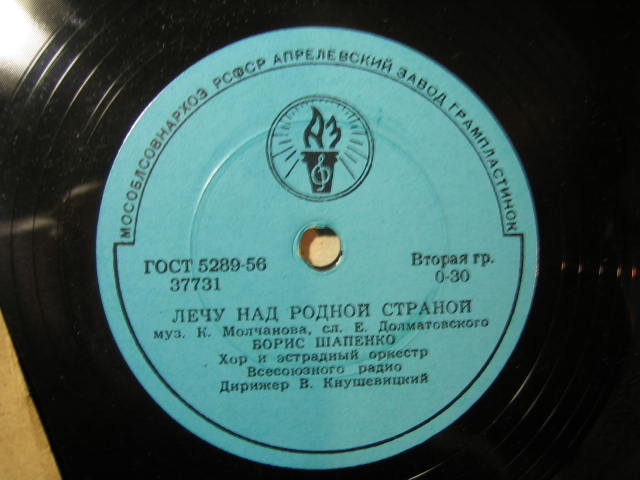 МОСОБЛСОВНАРХОЗ РСФСР АПРЕЛЕВСКИЙ ЗАВОД ГРАМПЛАСТИНОК
АЗ
ГОСТ 5289-56
37731
Вторая гр.
0-30
ЛЕЧУ НАД РОДНОЙ СТРАНОЙ
муз. К. Молчанова, сл. Е. Долматовского
БОРИС ШАПЕНКО
Хор и эстрадный оркестр
Всесоюзного радио
Дирижер В. Кнушевицкий